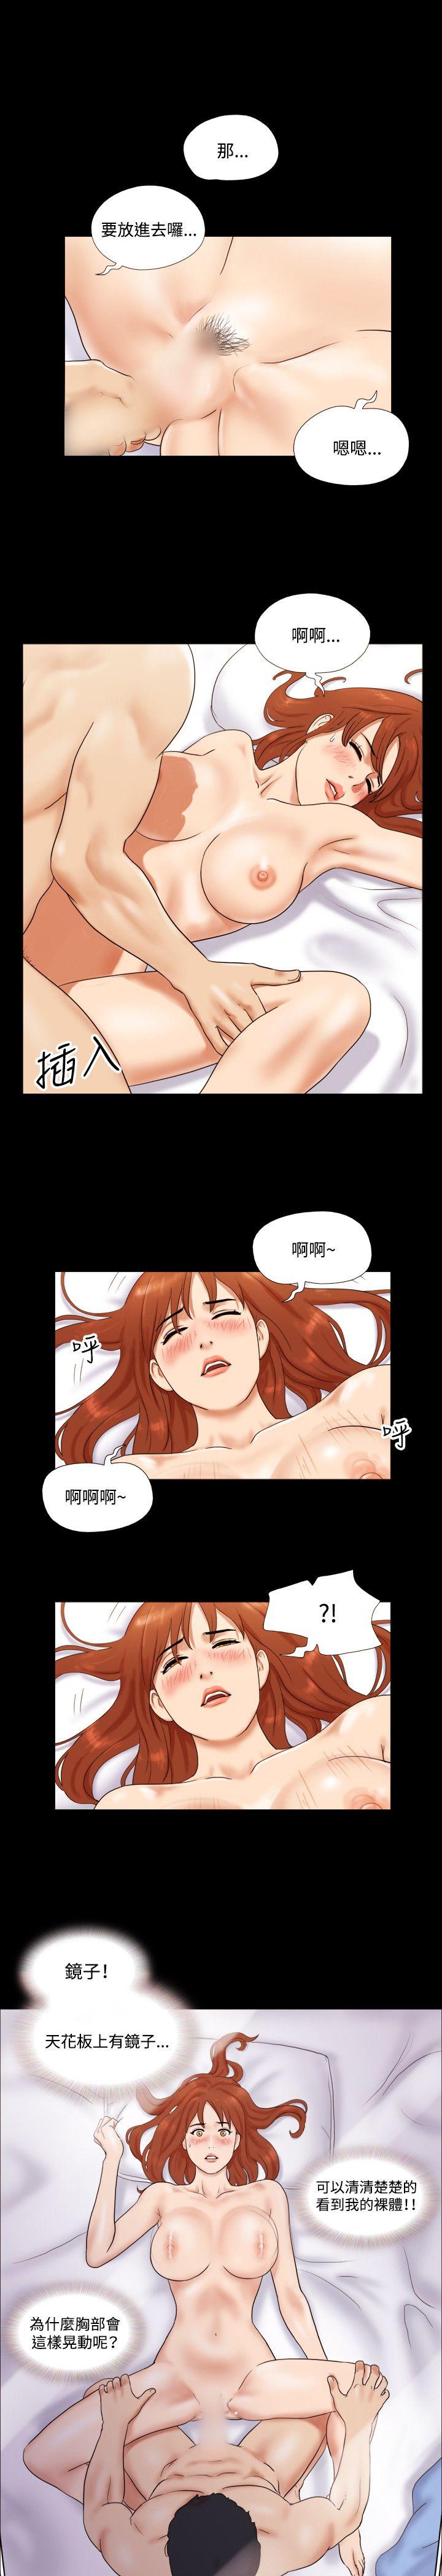 那...
要放進去囉...
嗯嗯...
啊啊...
插入
啊啊~
呼
呼
啊啊啊~
?!
鏡子！
天花板上有鏡子...
可以清清楚楚的
看到我的裸體！！
為什麼胸部會
這樣晃動呢？